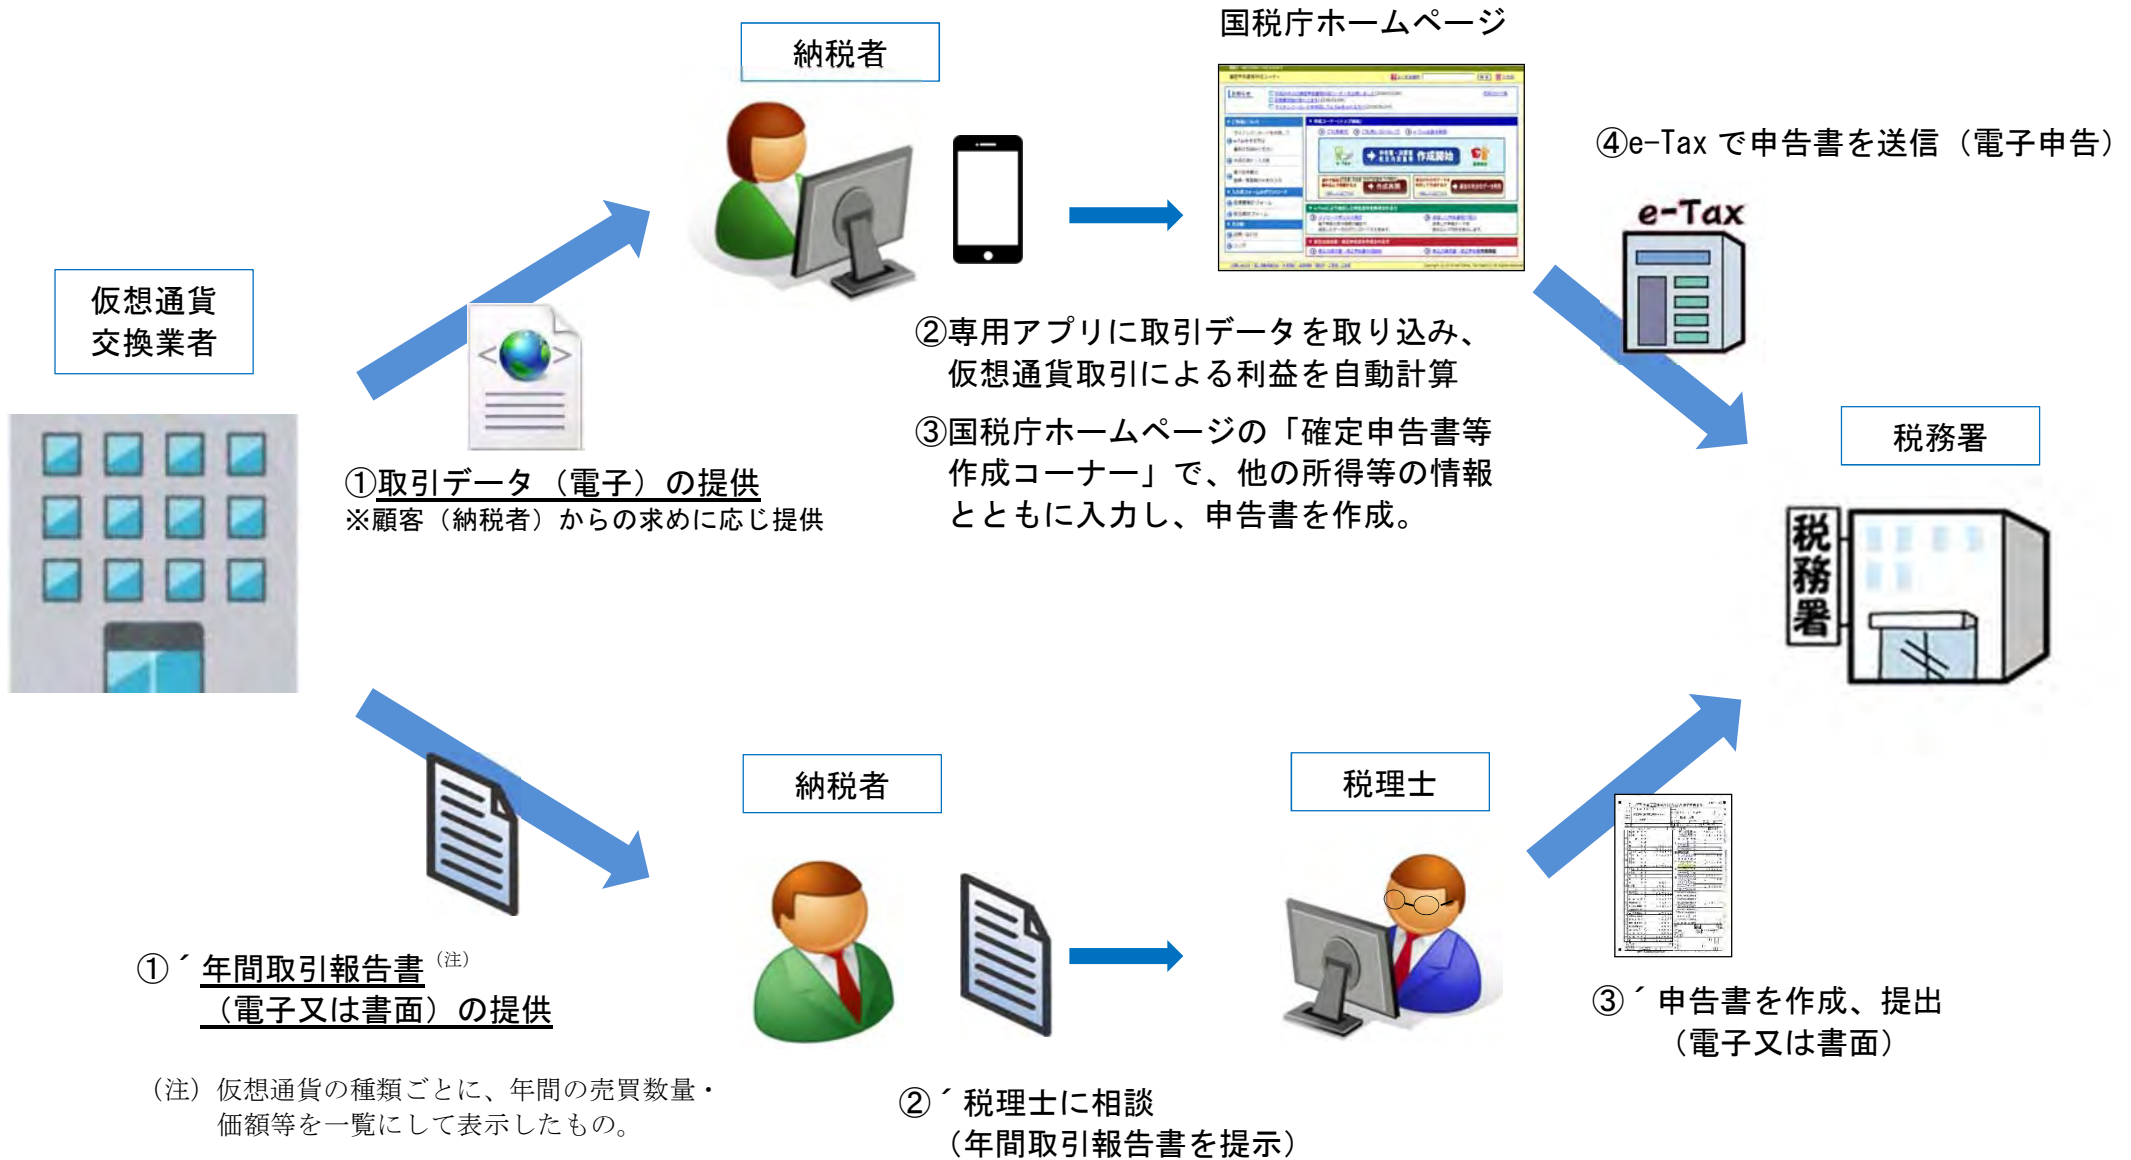 国税庁ホームページ
納税者
作成開始
④e-Tax で申告書を送信（電子申告）
e-Tax
仮想通貨
交換業者
②専用アプリに取引データを取り込み、
仮想通貨取引による利益を自動計算
③国税庁ホームページの「確定申告書等
作成コーナー」で、他の所得等の情報
とともに入力し、申告書を作成。
税務署
①取引データ（電子）の提供
※顧客（納税者）からの求めに応じ提供
税務署
納税者
税理士
①´年間取引報告書（注）
（電子又は書面）の提供
③´申告書を作成、提出
（電子又は書面）
（注）仮想通貨の種類ごとに、年間の売買数量・
価額等を一覧にして表示したもの。
②´税理士に相談
（年間取引報告書を提示）